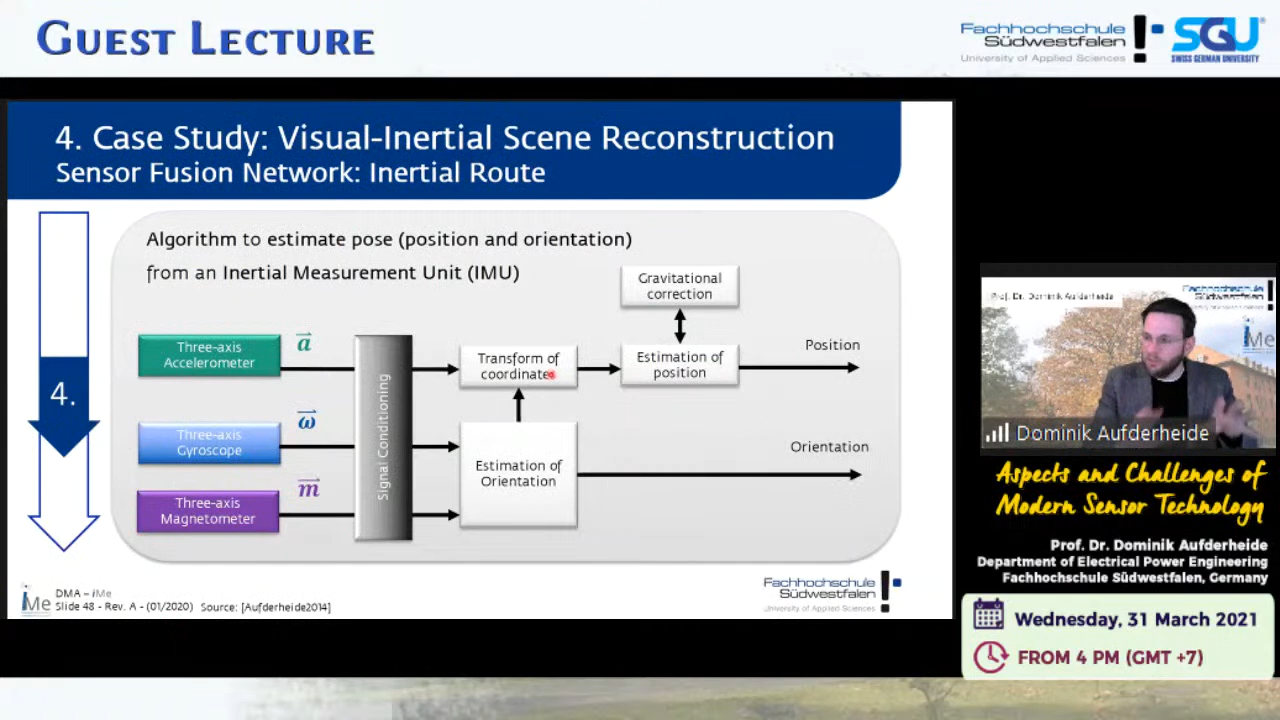 GUEST LECTURE
Fachhochschule
Südwestfalen
University of Applied Sciences
SGU
SWISS GERMAN UNIVERSITY
4. Case Study: Visual-Inertial Scene Reconstruction
Sensor Fusion Network: Inertial Route
4.
Algorithm to estimate pose (position and orientation)
from an Inertial Measurement Unit (IMU)
Gravitational
correction
Three-axis
Accelerometer
a
Signal Conditioning
Transform of
coordinates
Estimation of
position
Position
Three-axis
Gyroscope
ω
Estimation of
Orientation
Orientation
Three-axis
Magnetometer
m
iMe
DMA – iMe
Slide 48 - Rev. A - (01/2020) Source: [Aufderheide2014]
Fachhochschule
Südwestfalen
University of Applied Sciences
Prof. Dr. Dominik Aufderheide
Fachhochschule
Südwestfalen
iMe
Dominik Aufderheide
Aspects and Challenges of
Modern Sensor Technology
Prof. Dr. Dominik Aufderheide
Department of Electrical Power Engineering
Fachhochschule Südwestfalen, Germany
Wednesday, 31 March 2021
FROM 4 PM (GMT +7)